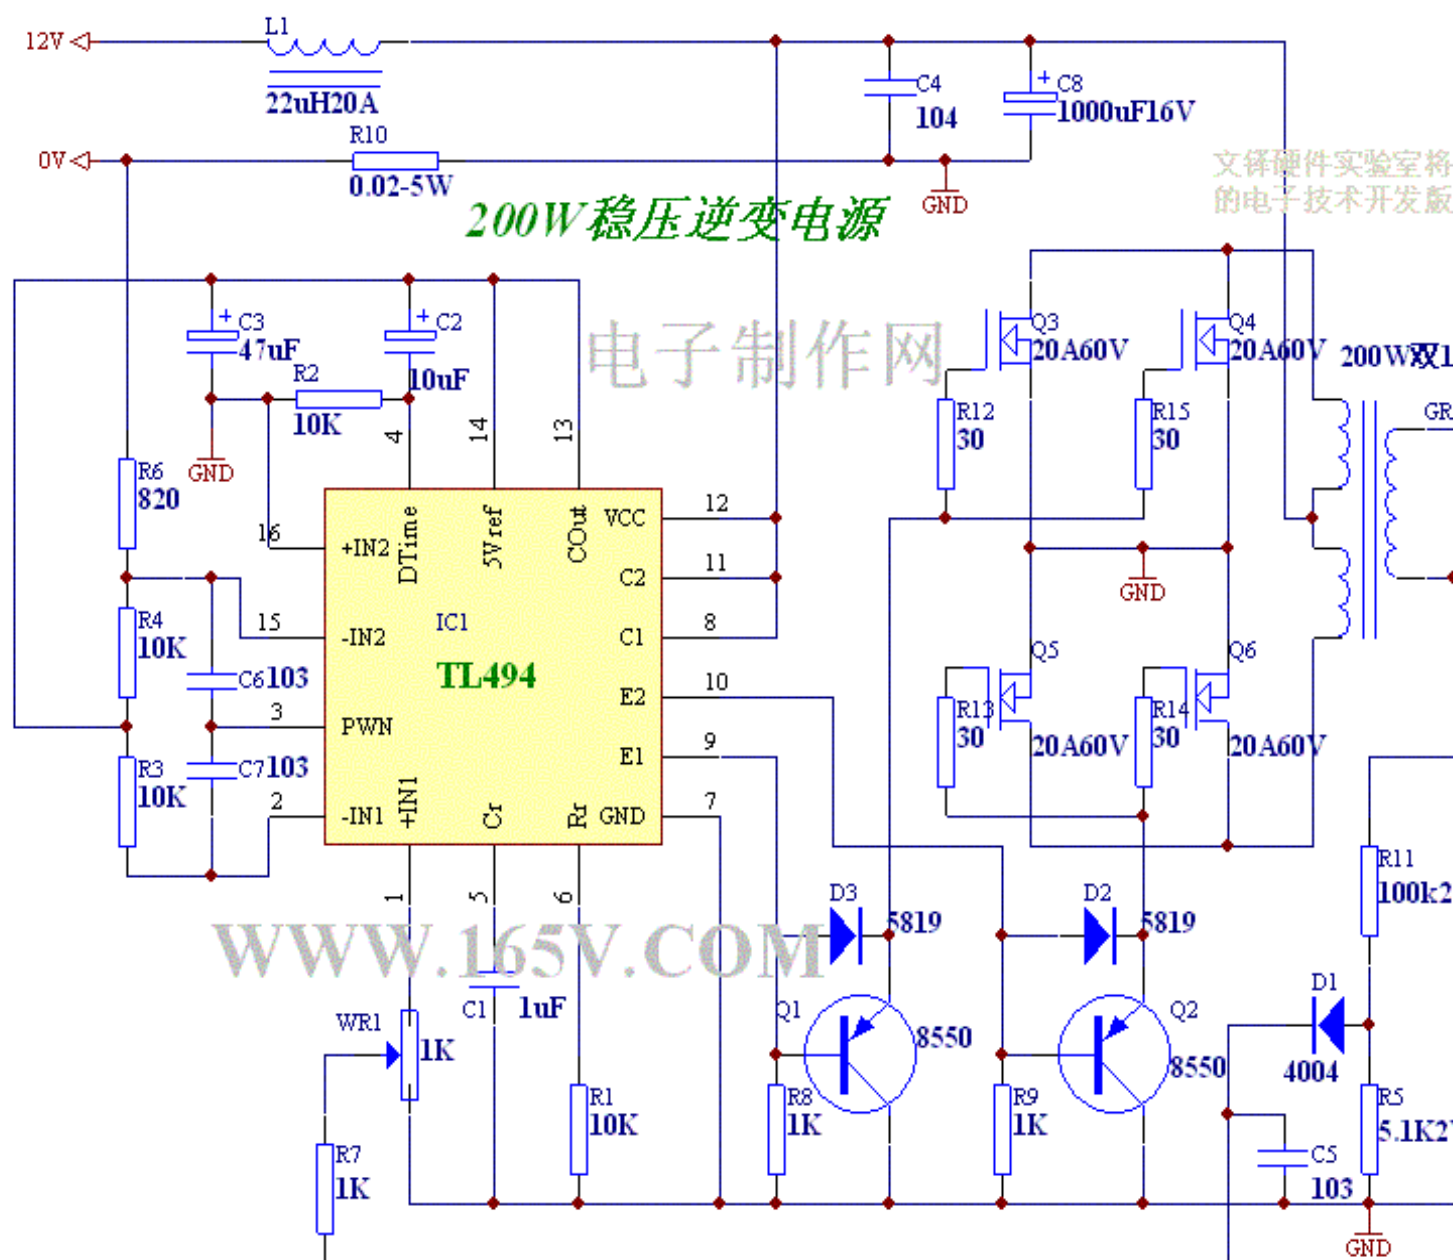 L1
12V
22uH20A
C4
104
C8
1000uF16V
R10
0V
0.02-5W
GND
文铎硬件实验室将
的电子技术开发
200W稳压逆变电源
C3
47uF
C2
10uF
R2
10K
GND
电子制作网
Q3
20A60V
Q4
20A60V
200W双1
R12
30
R15
30
GR
4
14
13
R6
820
16
+IN2
DTime
5Vref
COut
VCC
12
C2
11
GND
R4
10K
15
-IN2
IC1
TL494
C1
8
E2
10
C6
103
3
PWN
E1
9
Q5
20A60V
Q6
20A60V
R13
30
R14
30
R3
10K
C7
103
2
-IN1
+IN1
Cr
Rr
GND
7
1
5
6
R11
100k2
D3
5819
D2
5819
WWW.165V.COM
C1
1uF
WR1
1K
Q1
8550
Q2
8550
D1
4004
R1
10K
R8
1K
R9
1K
R5
5.1K2
R7
1K
C5
103
GND